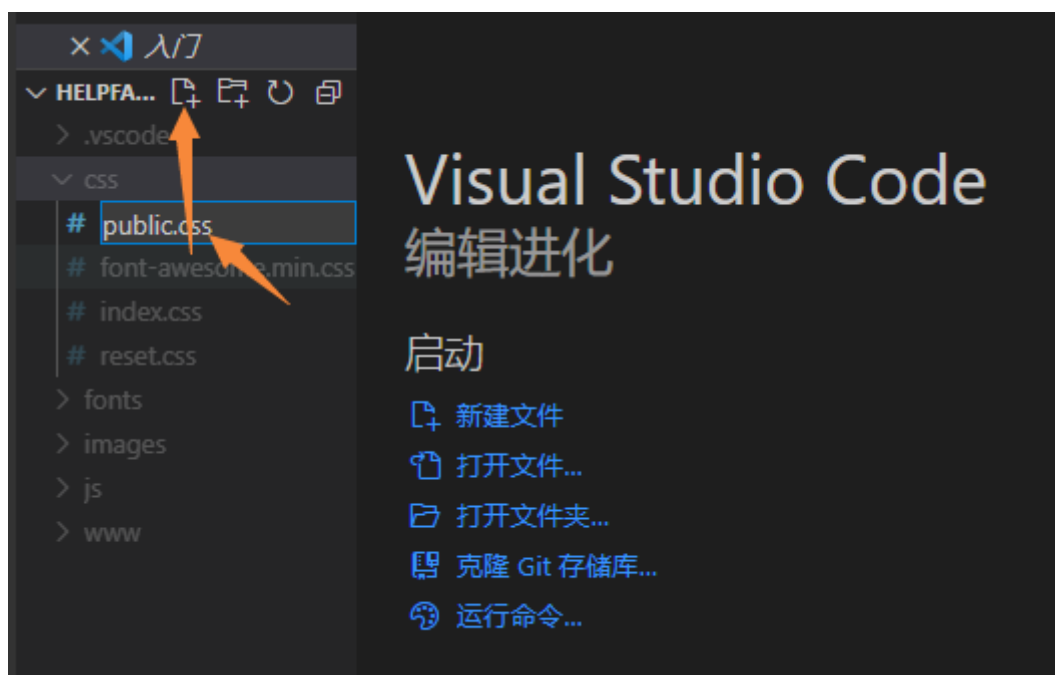 入门
HELPFA...
.vscode
css
# public.css
# font-awesome.min.css
# index.css
# reset.css
fonts
images
js
www
Visual Studio Code
编辑进化
启动
新建文件
打开文件...
打开文件夹...
克隆 Git 存储库...
运行命令...